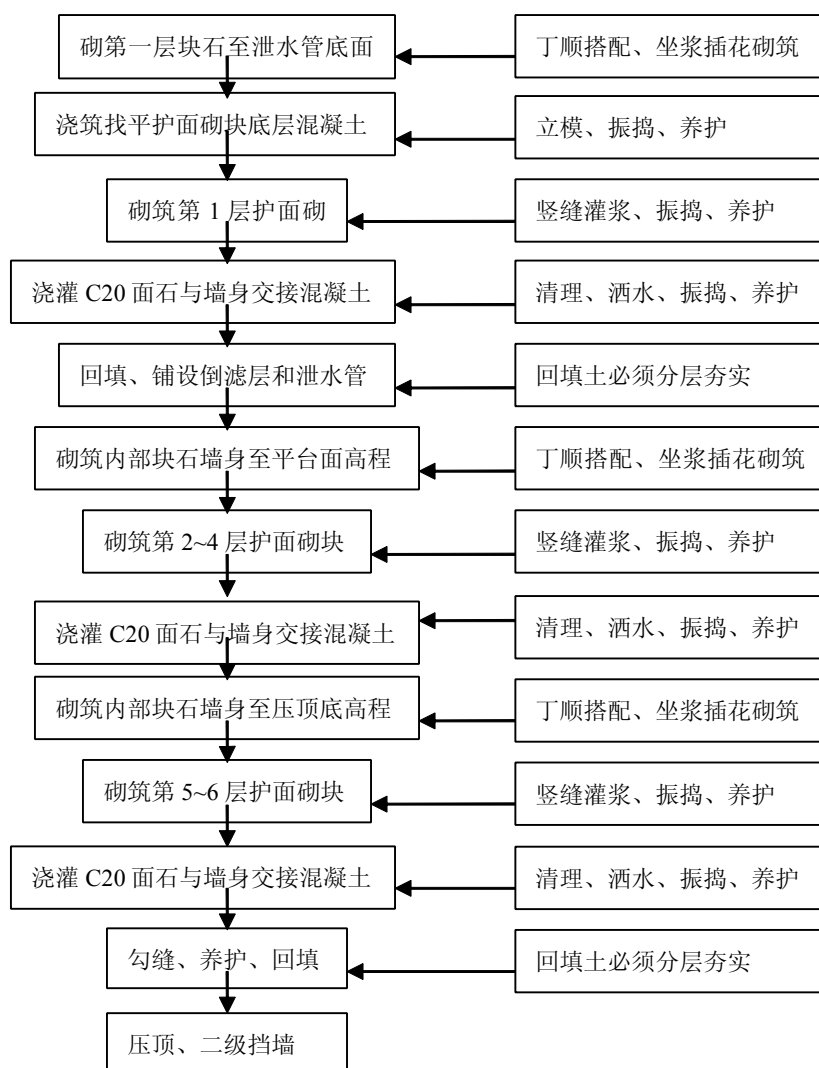 砌第一层块石至泄水管底面
丁顺搭配、坐浆插花砌筑
浇筑找平护面砌块底层混凝土
立模、振捣、养护
砌筑第 1 层护面砌
竖缝灌浆、振捣、养护
浇灌 C20 面石与墙身交接混凝土
清理、洒水、振捣、养护
回填、铺设倒滤层和泄水管
回填土必须分层夯实
砌筑内部块石墙身至平台面高程
丁顺搭配、坐浆插花砌筑
砌筑第 2~4 层护面砌块
竖缝灌浆、振捣、养护
浇灌 C20 面石与墙身交接混凝土
清理、洒水、振捣、养护
砌筑内部块石墙身至压顶底高程
丁顺搭配、坐浆插花砌筑
砌筑第 5~6 层护面砌块
竖缝灌浆、振捣、养护
浇灌 C20 面石与墙身交接混凝土
清理、洒水、振捣、养护
勾缝、养护、回填
回填土必须分层夯实
压顶、二级挡墙